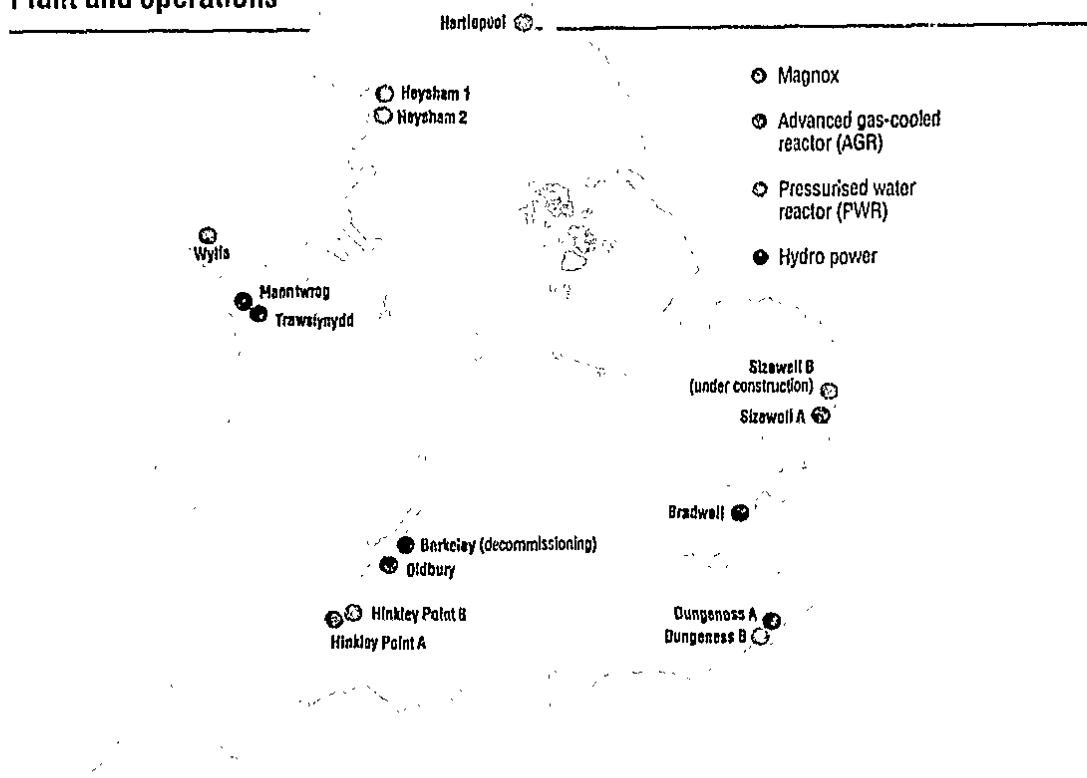 Plant and operations
Hartlepool
Heysham 1
Heysham 2
Magnox
Advanced gas-cooled
reactor (AGR)
Pressurised water
reactor (PWR)
Hydro power
Wylfa
Maentwrog
Trawsfynydd
Sizewell B
(under construction)
Sizewell A
Bradwell
Berkeley (decommissioning)
Oldbury
Hinkley Point B
Hinkley Point A
Dungeness A
Dungeness B